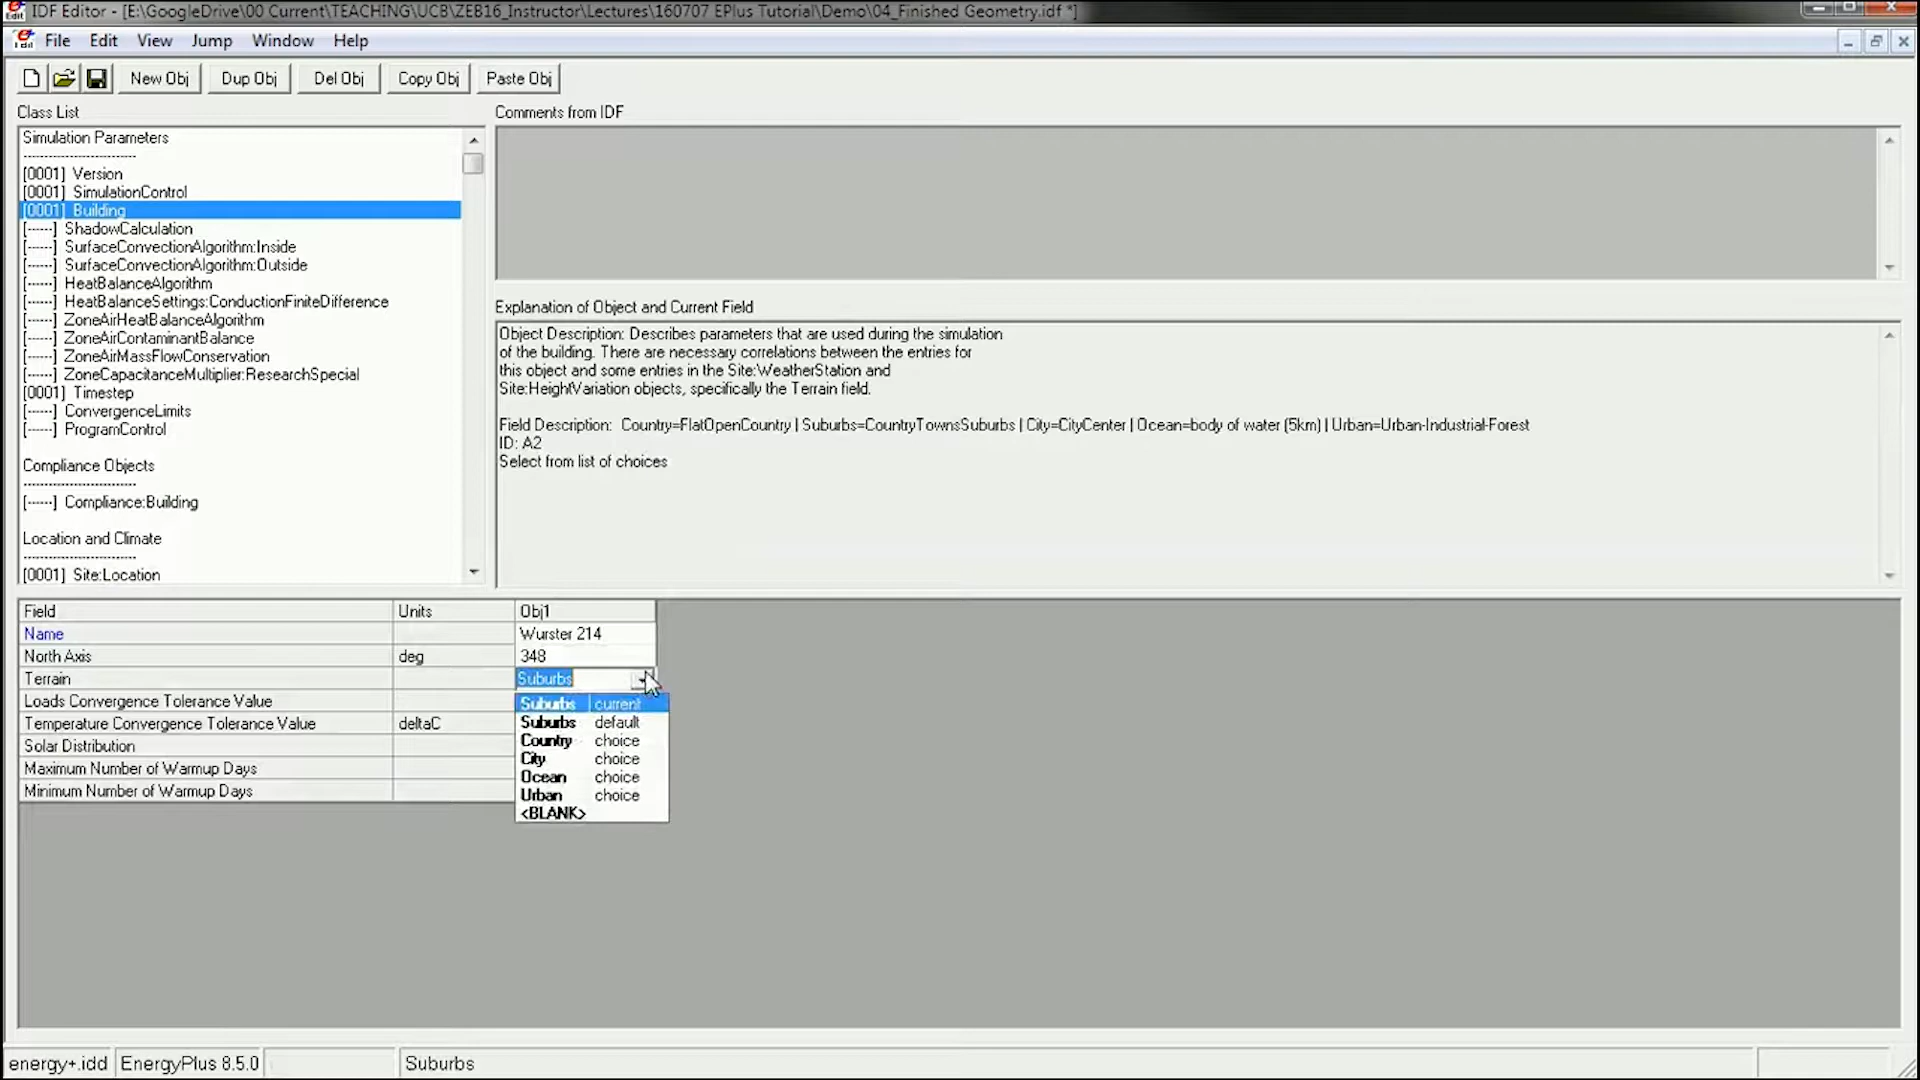 IDF Editor - [E:\GoogleDrive\00 Current\TEACHING\UCB\ZEB16_Instructor\Lectures\160707 EPlus Tutorial\Demo\04_Finished Geometry.idf *]
File Edit View Jump Window Help
New Obj Dup Obj Del Obj Copy Obj Paste Obj
Class List
Simulation Parameters
-------------------------
[0001] Version
[0001] SimulationControl
[0001] Building
[------] ShadowCalculation
[------] SurfaceConvectionAlgorithm:Inside
[------] SurfaceConvectionAlgorithm:Outside
[------] HeatBalanceAlgorithm
[------] HeatBalanceSettings:ConductionFiniteDifference
[------] ZoneAirHeatBalanceAlgorithm
[------] ZoneAirContaminantBalance
[------] ZoneAirMassFlowConservation
[------] ZoneCapacitanceMultiplier:ResearchSpecial
[0001] Timestep
[------] ConvergenceLimits
[------] ProgramControl
Compliance Objects
-------------------------
[------] Compliance:Building
Location and Climate
-------------------------
[0001] Site:Location
Comments from IDF
Explanation of Object and Current Field
Object Description: Describes parameters that are used during the simulation
of the building. There are necessary correlations between the entries for
this object and some entries in the Site:WeatherStation and
Site:HeightVariation objects, specifically the Terrain field.
Field Description: Country=FlatOpenCountry | Suburbs=CountryTownsSuburbs | City=CityCenter | Ocean=body of water (5km) | Urban=Urban-Industrial-Forest
ID: A2
Select from list of choices
Field Units Obj1
Name Wurster 214
North Axis deg 348
Terrain Suburbs
Loads Convergence Tolerance Value
Temperature Convergence Tolerance Value deltaC
Solar Distribution
Maximum Number of Warmup Days
Minimum Number of Warmup Days
Suburbs current
Suburbs default
Country choice
City choice
Ocean choice
Urban choice
<BLANK>
energy+.idd EnergyPlus 8.5.0 Suburbs